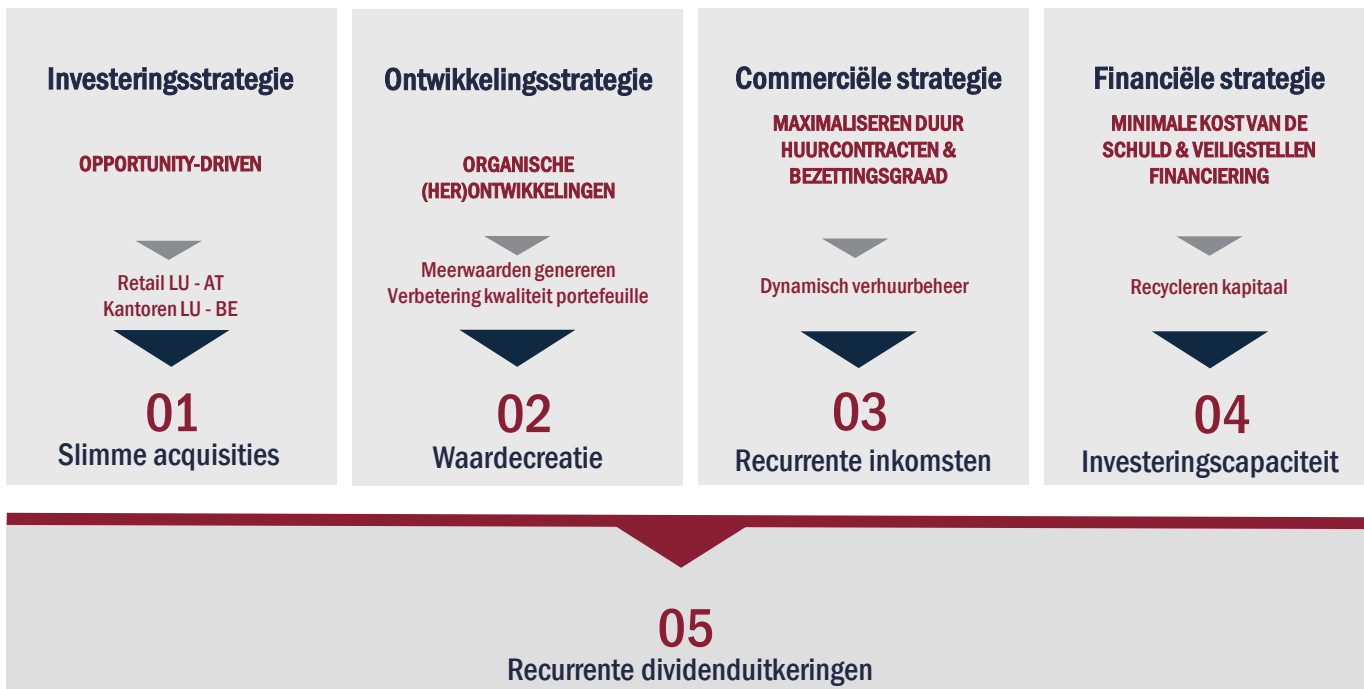 Investeringsstrategie
OPPORTUNITY-DRIVEN
Retail LU - AT
Kantoren LU - BE
01
Slimme acquisities
Ontwikkelingsstrategie
ORGANISCHE
(HER)ONTWIKKELINGEN
Meerwaarden genereren
Verbetering kwaliteit portefeuille
02
Waardecreatie
Commerciële strategie
MAXIMALISEREN DUUR
HUURCONTRACTEN &
BEZETTINGSGRAAD
Dynamisch verhuurbeheer
03
Recurrente inkomsten
Financiële strategie
MINIMALE KOST VAN DE
SCHULD & VEILIGSTELLEN
FINANCIERING
Recycleren kapitaal
04
Investeringscapaciteit
05
Recurrente dividenduitkeringen